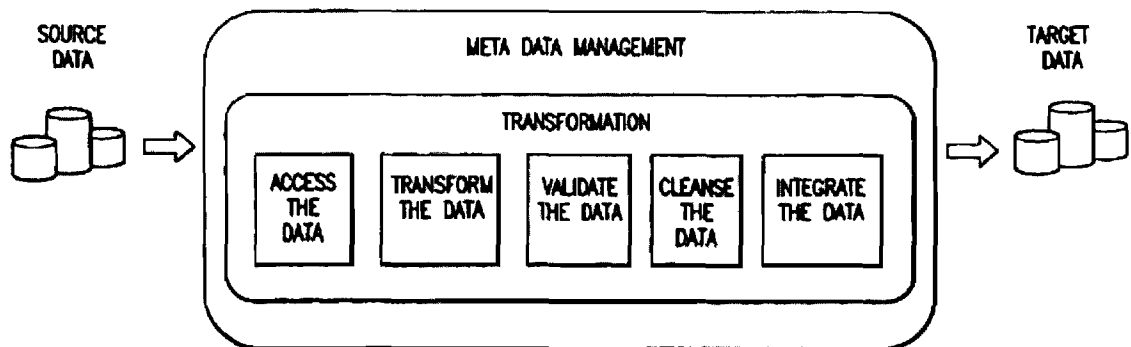 SOURCE
DATA
META DATA MANAGEMENT
TARGET
DATA
TRANSFORMATION
ACCESS
THE
DATA
TRANSFORM
THE DATA
VALIDATE
THE DATA
CLEANSE
THE
DATA
INTEGRATE
THE DATA